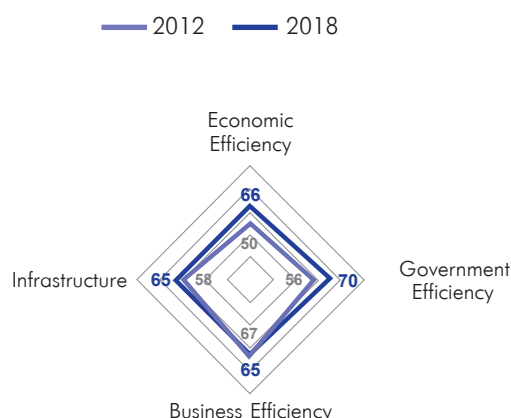 2012 2018
Economic
Efficiency
66
50
Infrastructure 65 58 56 70 Government
Efficiency
67
65
Business Efficiency